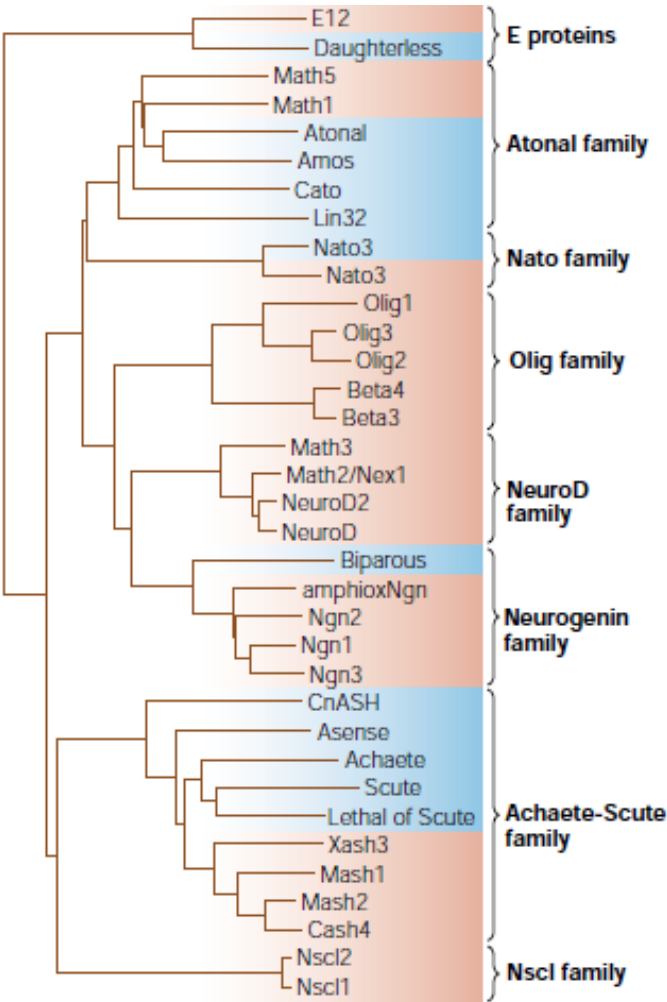 E12
Daughterless
E proteins
Math5
Math1
Atonal
Amos
Cato
Lin32
Atonal family
Nato3
Nato3
Nato family
Olig1
Olig3
Olig2
Beta4
Beta3
Olig family
Math3
Math2/Nex1
NeuroD2
NeuroD
NeuroD
family
Biparous
amphioxNgn
Ngn2
Ngn1
Ngn3
Neurogenin
family
CnASH
Asense
Achaete
Scute
Lethal of Scute
Xash3
Mash1
Mash2
Cash4
Achaete-Scute
family
Nscl2
Nscl1
Nscl family